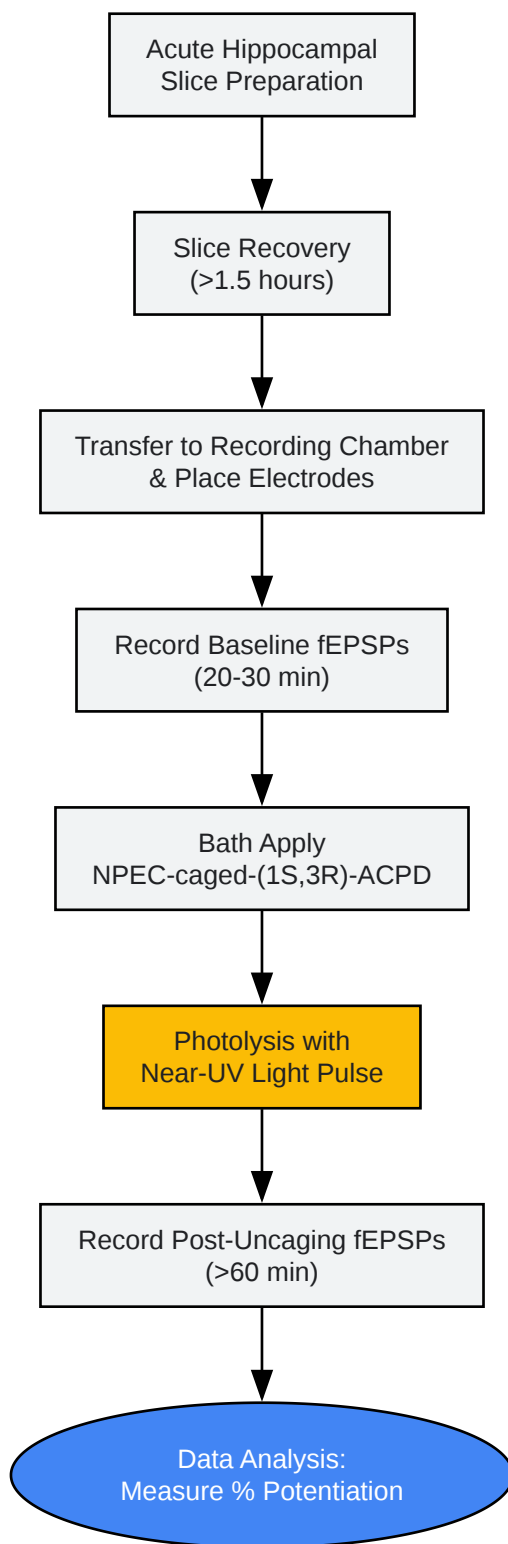 Acute Hippocampal
Slice Preparation
Slice Recovery
(>1.5 hours)
Transfer to Recording Chamber
& Place Electrodes
Record Baseline fEPSPs
(20-30 min)
Bath Apply
NPEC-caged-(1S,3R)-ACPD
Photolysis with
Near-UV Light Pulse
Record Post-Uncaging fEPSPs
(>60 min)
Data Analysis:
Measure % Potentiation